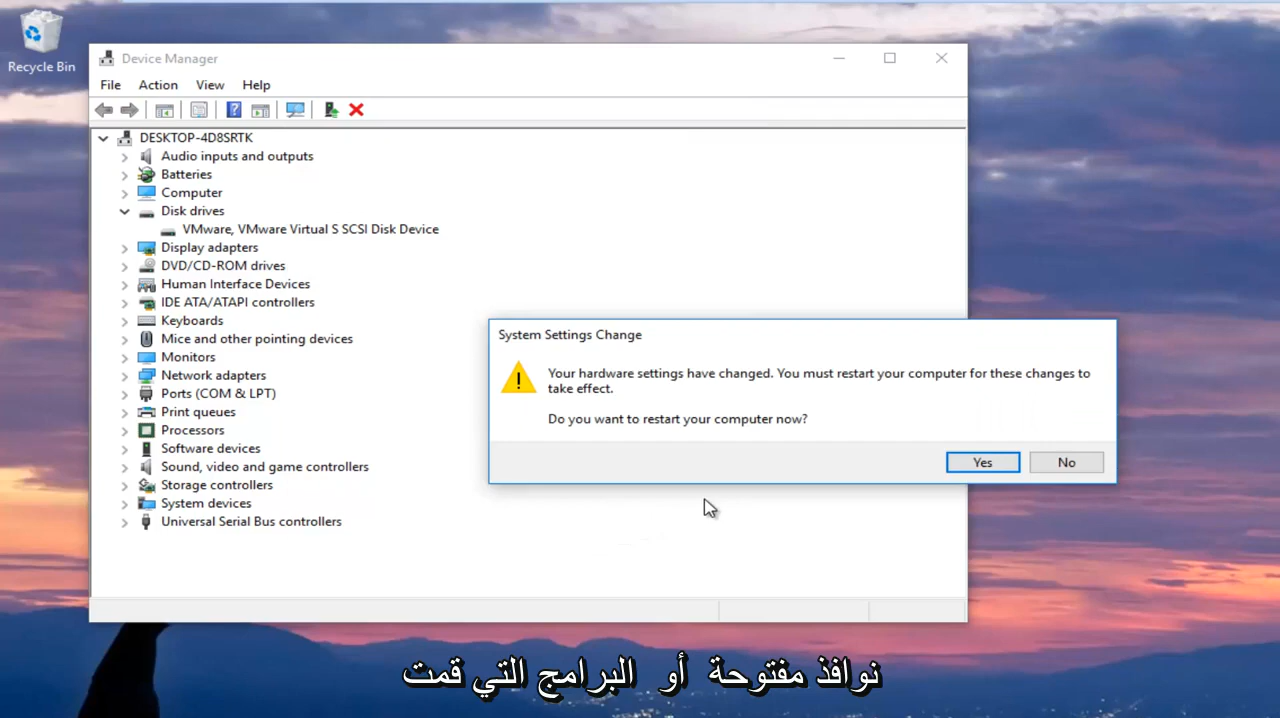 Recycle Bin
Device Manager
File Action View Help
DESKTOP-4D8SRTK
Audio inputs and outputs
Batteries
Computer
Disk drives
VMware, VMware Virtual S SCSI Disk Device
Display adapters
DVD/CD-ROM drives
Human Interface Devices
IDE ATA/ATAPI controllers
Keyboards
Mice and other pointing devices
Monitors
Network adapters
Ports (COM & LPT)
Print queues
Processors
Software devices
Sound, video and game controllers
Storage controllers
System devices
Universal Serial Bus controllers
System Settings Change
Your hardware settings have changed. You must restart your computer for these changes to
take effect.
Do you want to restart your computer now?
Yes No
نوافذ مفتوحة أو البرامج التي قمت